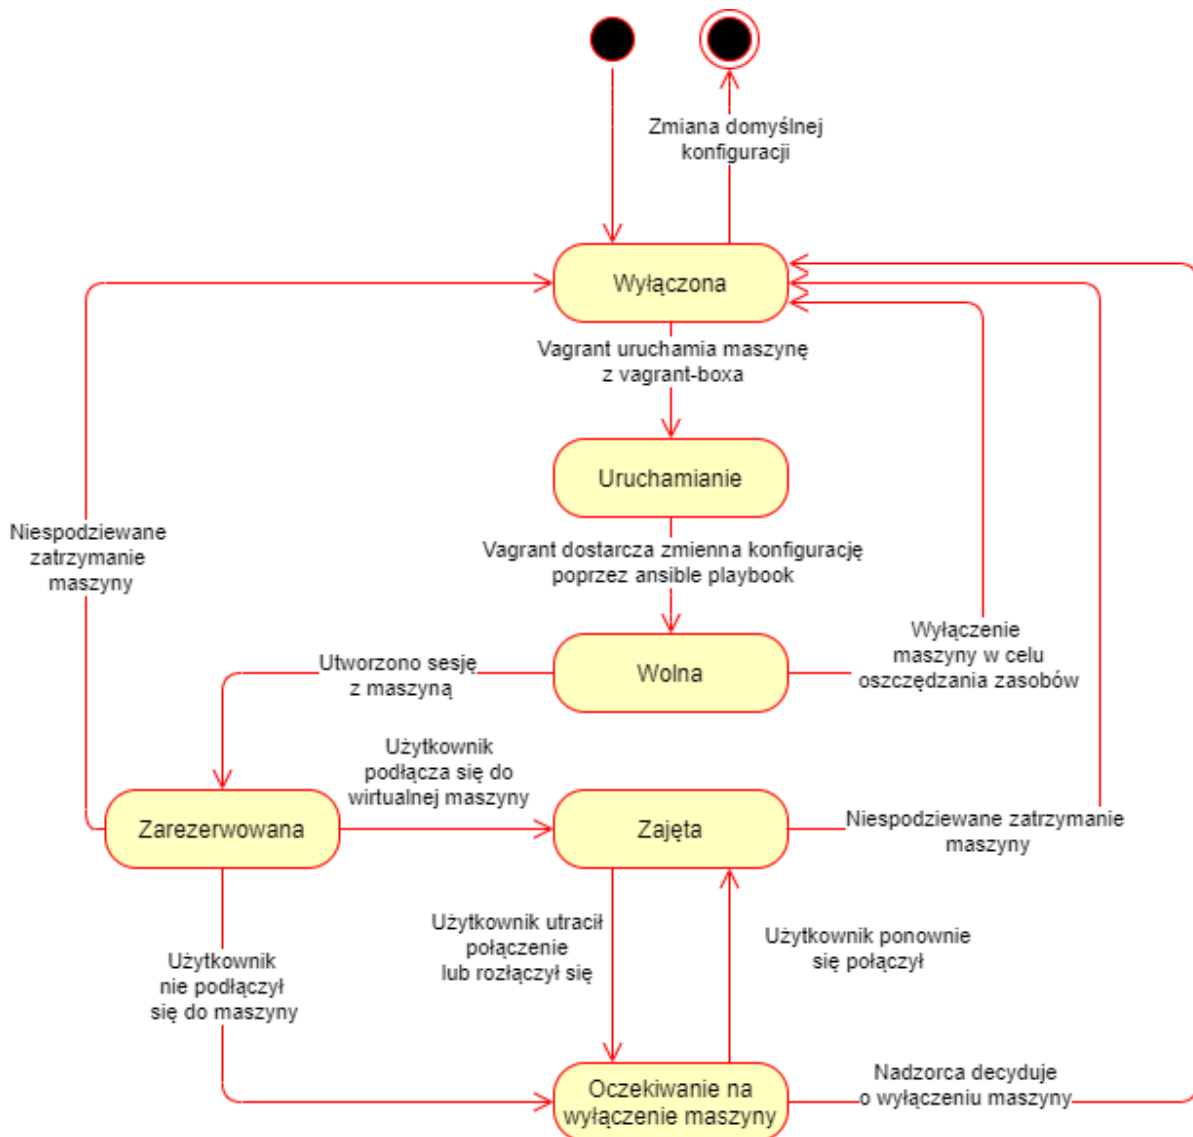 Zmiana domyślnej
konfiguracji
Wyłączona
Vagrant uruchamia maszynę
z vagrant-boxa
Uruchamianie
Niespodziewane
zatrzymanie
maszyny
Vagrant dostarcza zmienna konfigurację
poprzez ansible playbook
Wyłączenie
maszyny w celu
oszczędzania zasobów
Utworzono sesję
z maszyną
Wolna
Użytkownik
podłącza się do
wirtualnej maszyny
Zarezerwowana
Zajęta
Niespodziewane zatrzymanie
maszyny
Użytkownik utracił
połączenie
lub rozłączył się
Użytkownik ponownie
się połączył
Użytkownik
nie podłączył
się do maszyny
Oczekiwanie na
wyłączenie maszyny
Nadzorca decyduje
o wyłączeniu maszyny